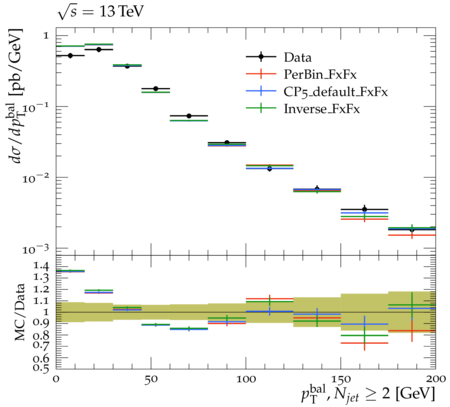 √s = 13 TeV
dσ/dp_T^bal [pb/GeV]
1
10^−1
10^−2
10^−3
Data
PerBin_FxFx
CP5_default_FxFx
Inverse_FxFx
MC/Data
1.4
1.3
1.2
1.1
1
0.9
0.8
0.7
0.6
0.5
0 50 100 150 200
p_T^bal, N_jet ≥ 2 [GeV]